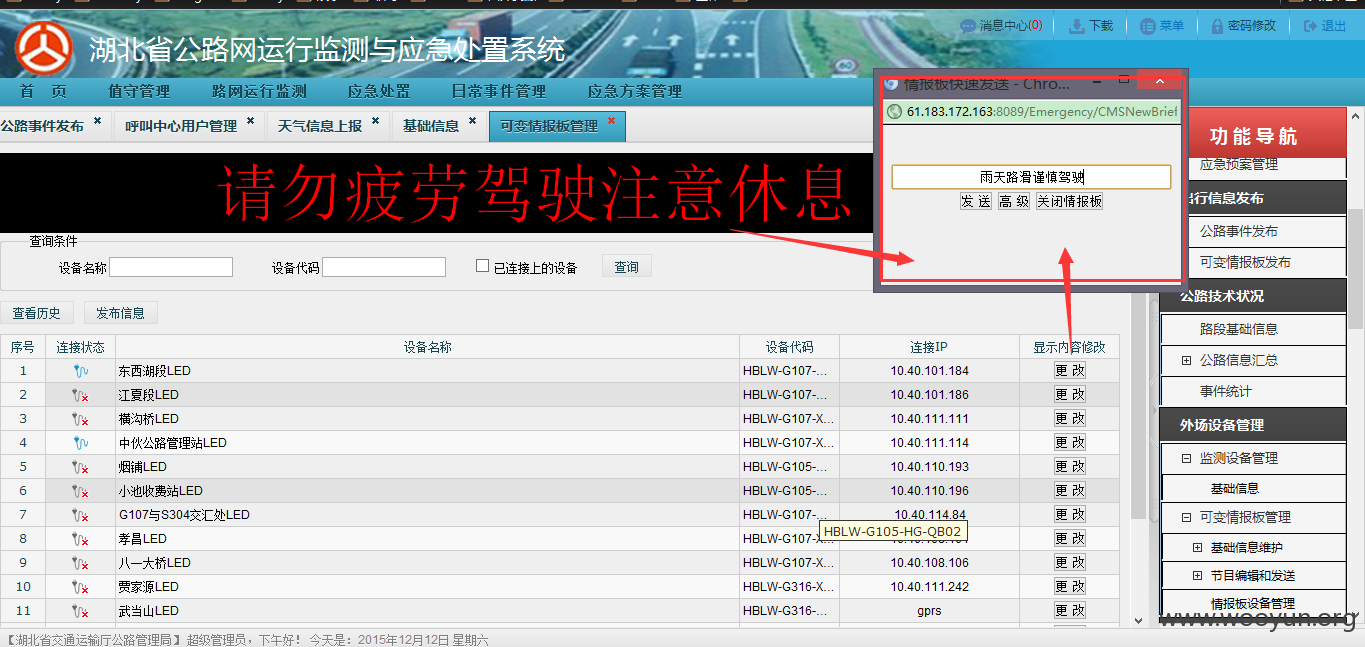 湖北省公路网运行监测与应急处置系统
消息中心(0) 下载 菜单 密码修改 退出
首 页 值守管理 路网运行监测 应急处置 日常事件管理 应急方案管理
公路事件发布 呼叫中心用户管理 天气信息上报 基础信息 可变情报板管理
请勿疲劳驾驶注意休息
情报板快速发送 - Chro...
61.183.172.163:8089/Emergency/CMSNewBrief
雨天路滑谨慎驾驶
发 送 高 级 关闭情报板
查询条件
设备名称 设备代码 已连接上的设备 查询
查看历史 发布信息
序号 连接状态 设备名称 设备代码 连接IP 显示内容修改
1 东西湖段LED HBLW-G107-... 10.40.101.184 更 改
2 江夏段LED HBLW-G107-... 10.40.101.186 更 改
3 横沟桥LED HBLW-G107-X... 10.40.111.111 更 改
4 中伙公路管理站LED HBLW-G107-X... 10.40.111.114 更 改
5 烟铺LED HBLW-G105-... 10.40.110.193 更 改
6 小池收费站LED HBLW-G105-... 10.40.110.196 更 改
7 G107与S304交汇处LED HBLW-G107-... 10.40.114.84 更 改
HBLW-G105-HG-QB02
8 孝昌LED HBLW-G107-X... 更 改
9 八一大桥LED HBLW-G107-X... 10.40.108.106 更 改
10 贾家源LED HBLW-G316-X... 10.40.111.242 更 改
11 武当山LED HBLW-G316-... gprs 更 改
功能导航
应急预案管理
出行信息发布
公路事件发布
可变情报板发布
公路技术状况
路段基础信息
公路信息汇总
事件统计
外场设备管理
监测设备管理
基础信息
可变情报板管理
基础信息维护
节目编辑和发送
情报板设备管理
www.wooyun.org
【湖北省交通运输厅公路管理局】超级管理员，下午好！ 今天是：2015年12月12日 星期六